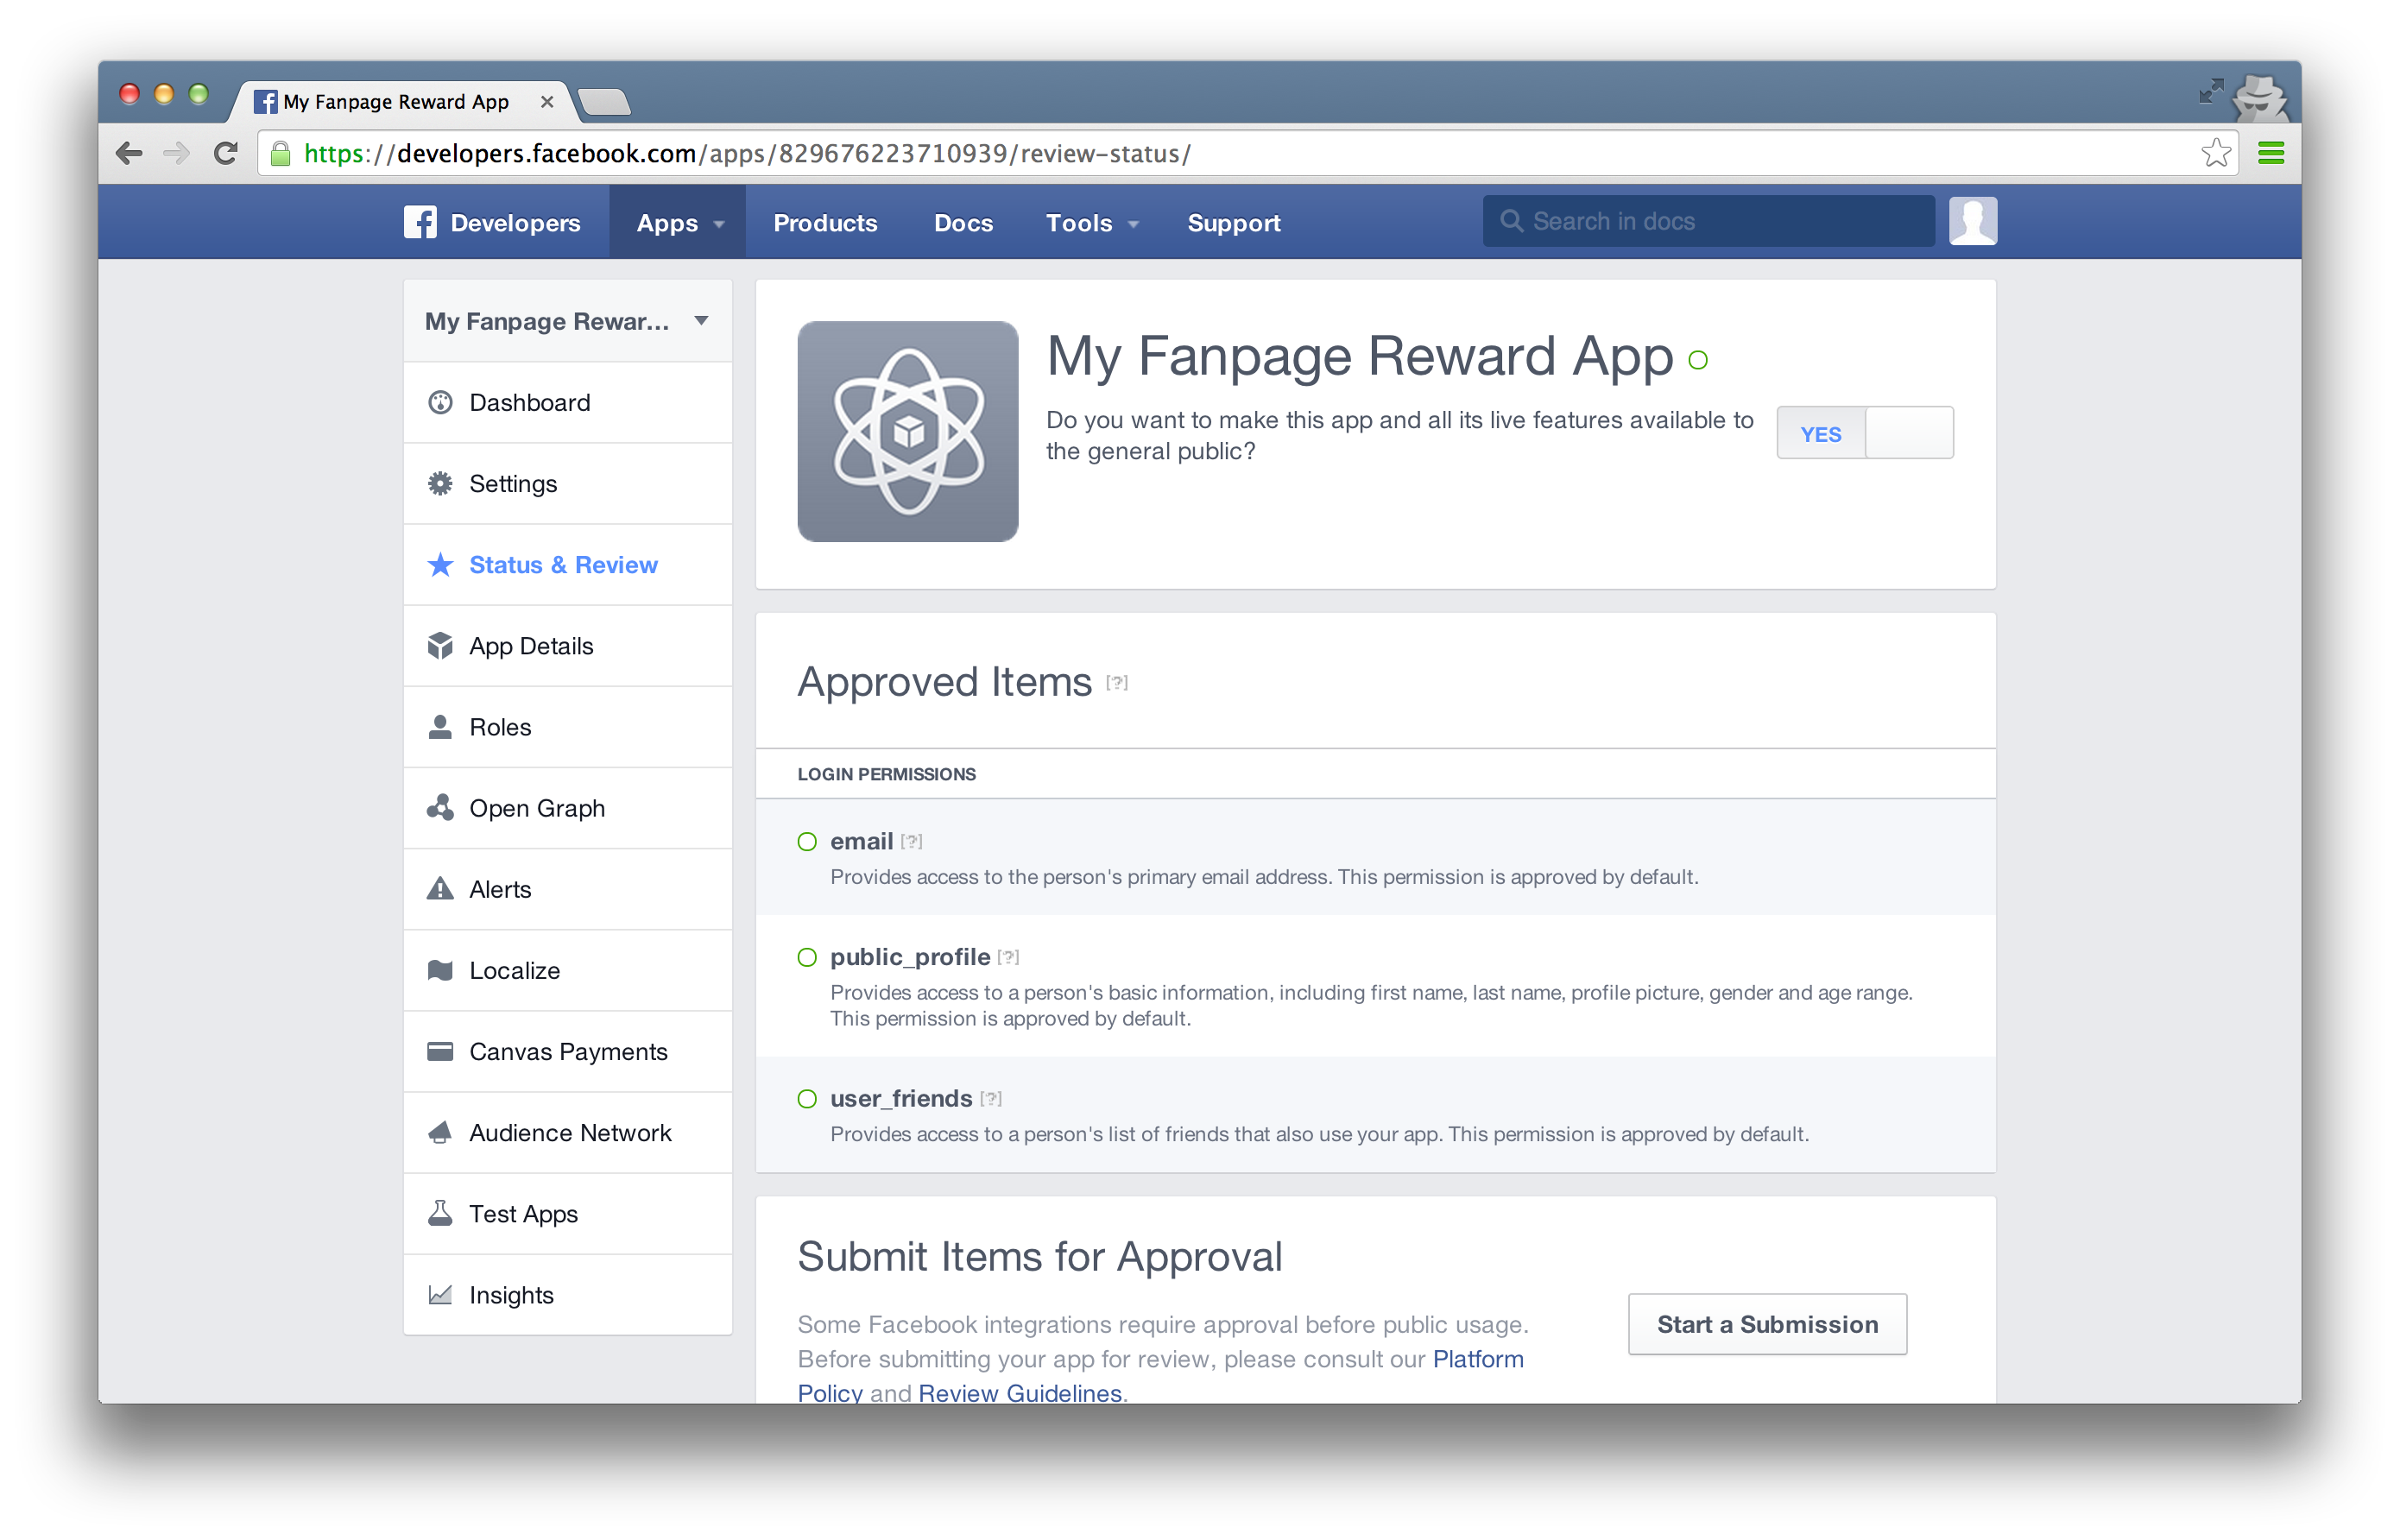 My Fanpage Reward App
https://developers.facebook.com/apps/829676223710939/review-status/
Developers Apps Products Docs Tools Support Search in docs
My Fanpage Rewar...
Dashboard
Settings
Status & Review
App Details
Roles
Open Graph
Alerts
Localize
Canvas Payments
Audience Network
Test Apps
Insights
My Fanpage Reward App
Do you want to make this app and all its live features available to
the general public?
YES
Approved Items [?]
LOGIN PERMISSIONS
email [?]
Provides access to the person's primary email address. This permission is approved by default.
public_profile [?]
Provides access to a person's basic information, including first name, last name, profile picture, gender and age range.
This permission is approved by default.
user_friends [?]
Provides access to a person's list of friends that also use your app. This permission is approved by default.
Submit Items for Approval
Some Facebook integrations require approval before public usage.
Before submitting your app for review, please consult our Platform
Policy and Review Guidelines.
Start a Submission